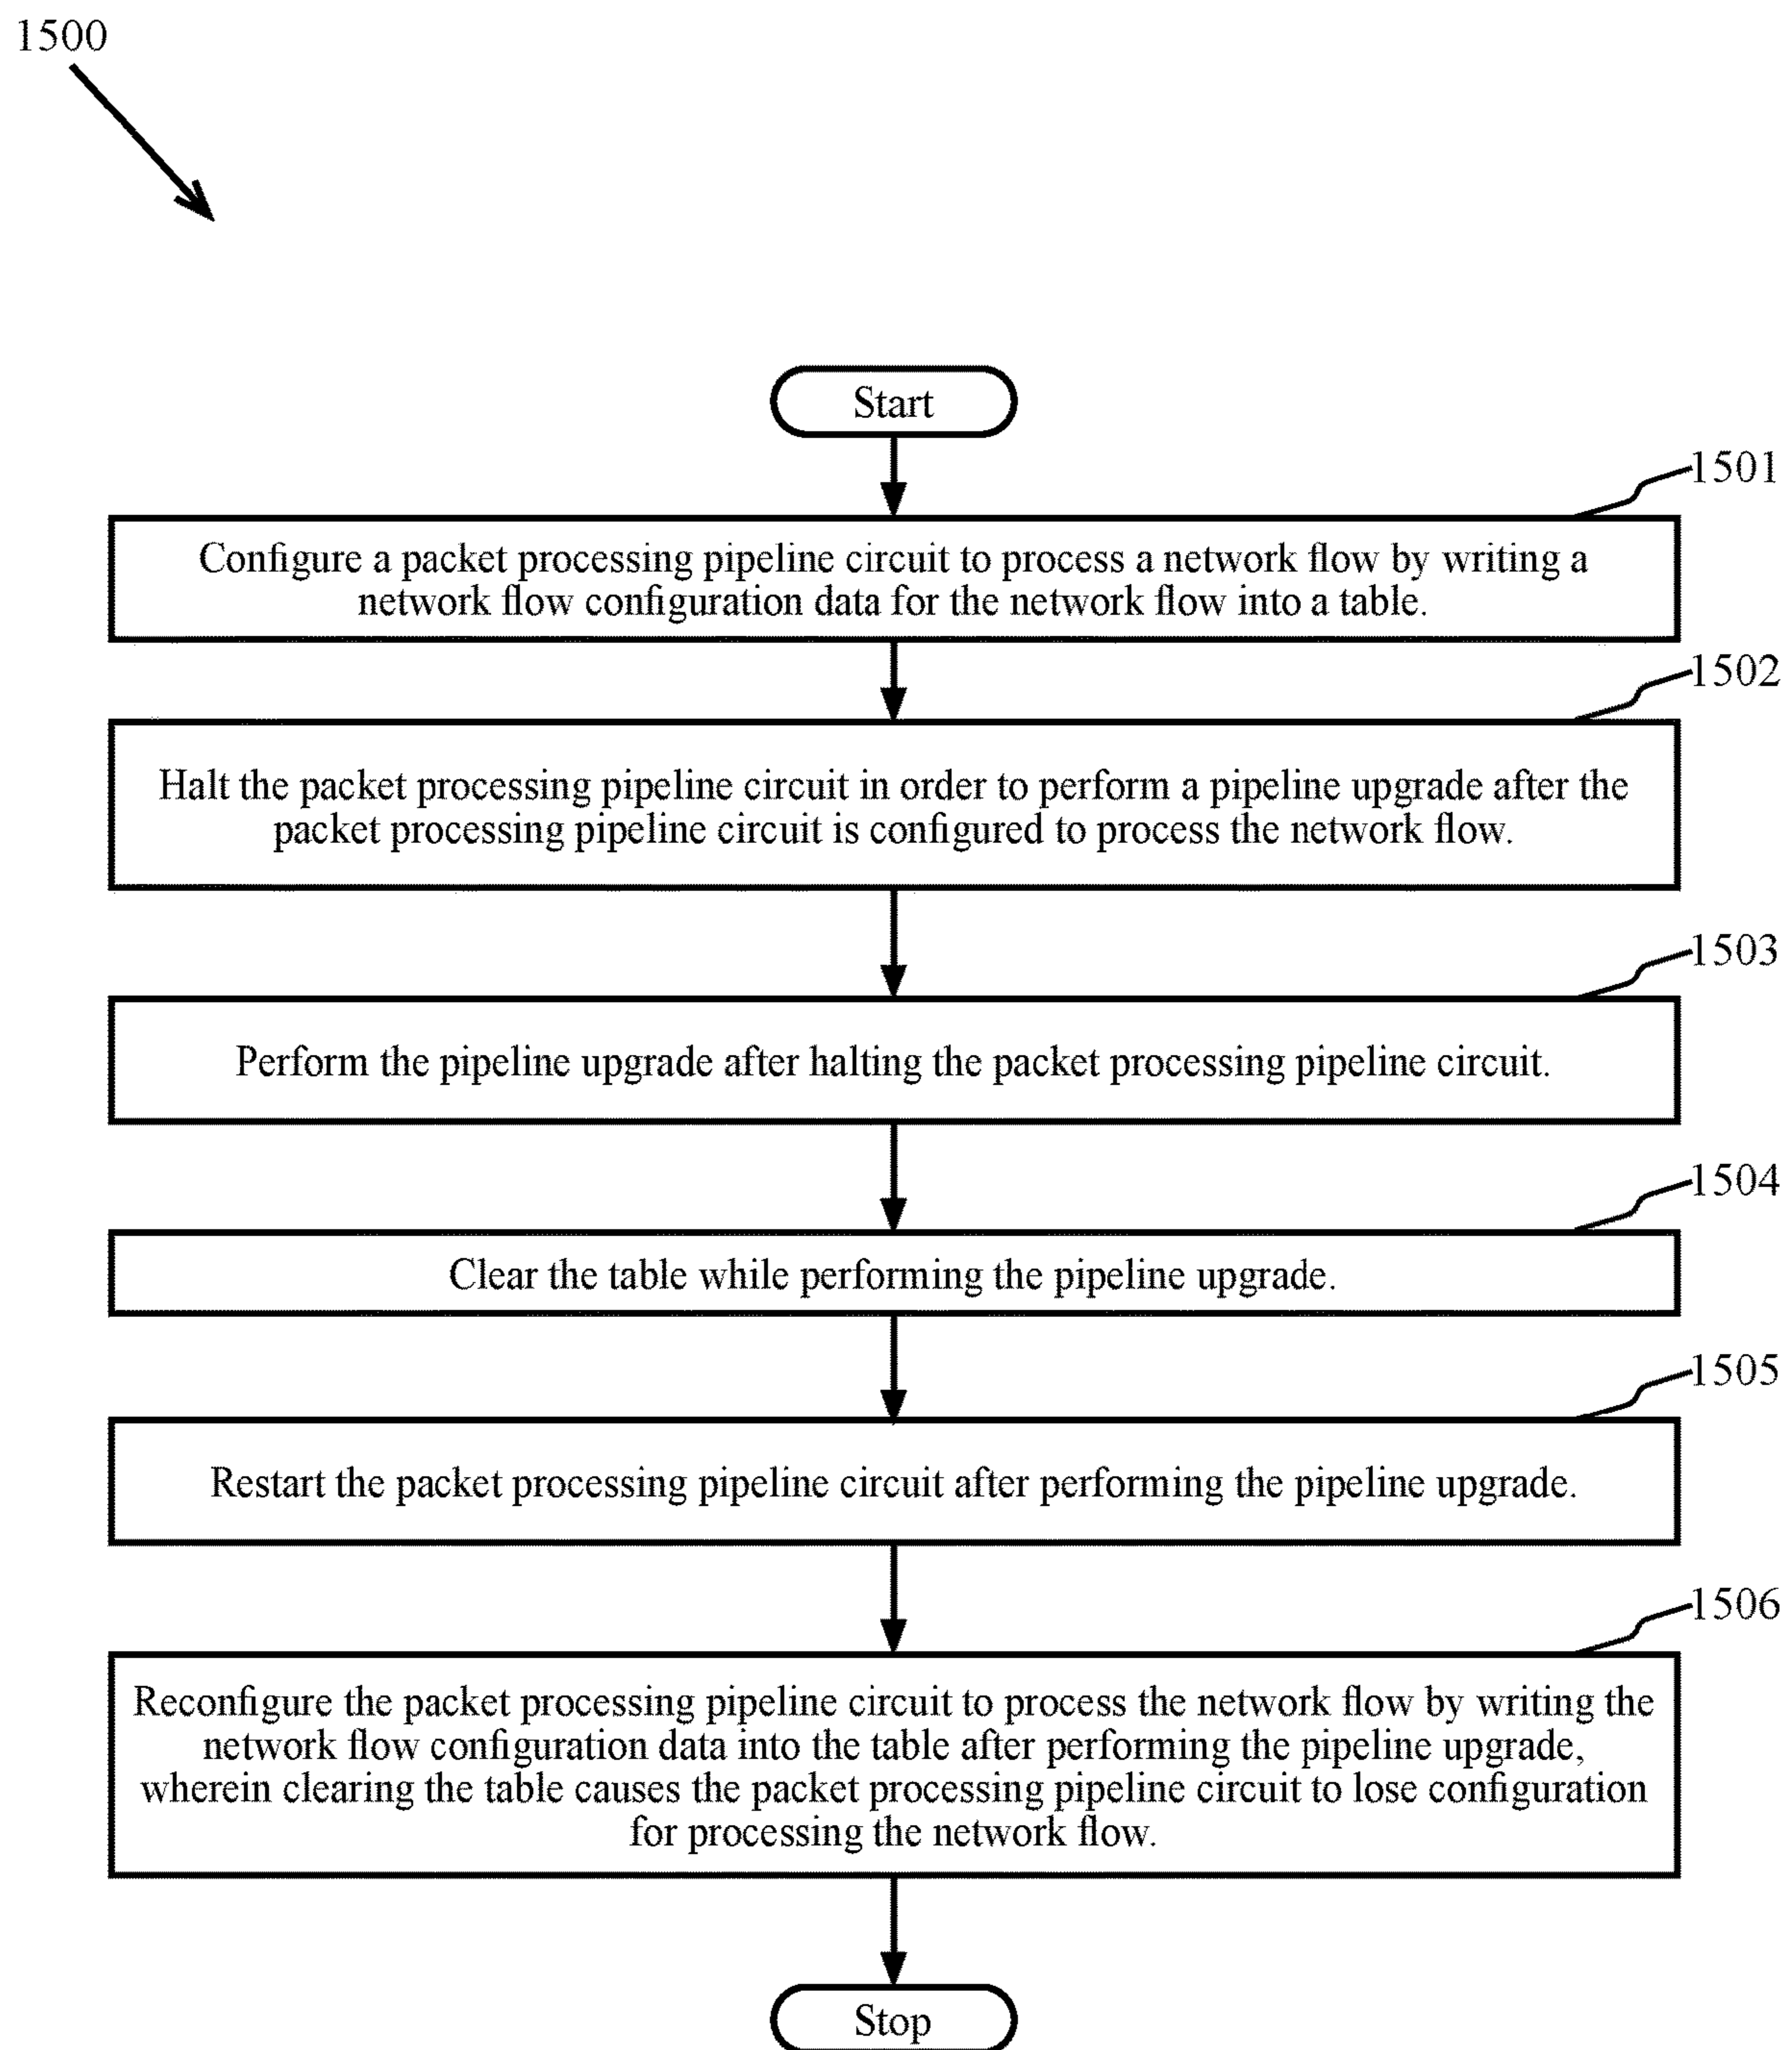 1500
Start
1501
Configure a packet processing pipeline circuit to process a network flow by writing a
network flow configuration data for the network flow into a table.
1502
Halt the packet processing pipeline circuit in order to perform a pipeline upgrade after the
packet processing pipeline circuit is configured to process the network flow.
1503
Perform the pipeline upgrade after halting the packet processing pipeline circuit.
1504
Clear the table while performing the pipeline upgrade.
1505
Restart the packet processing pipeline circuit after performing the pipeline upgrade.
1506
Reconfigure the packet processing pipeline circuit to process the network flow by writing the
network flow configuration data into the table after performing the pipeline upgrade,
wherein clearing the table causes the packet processing pipeline circuit to lose configuration
for processing the network flow.
Stop